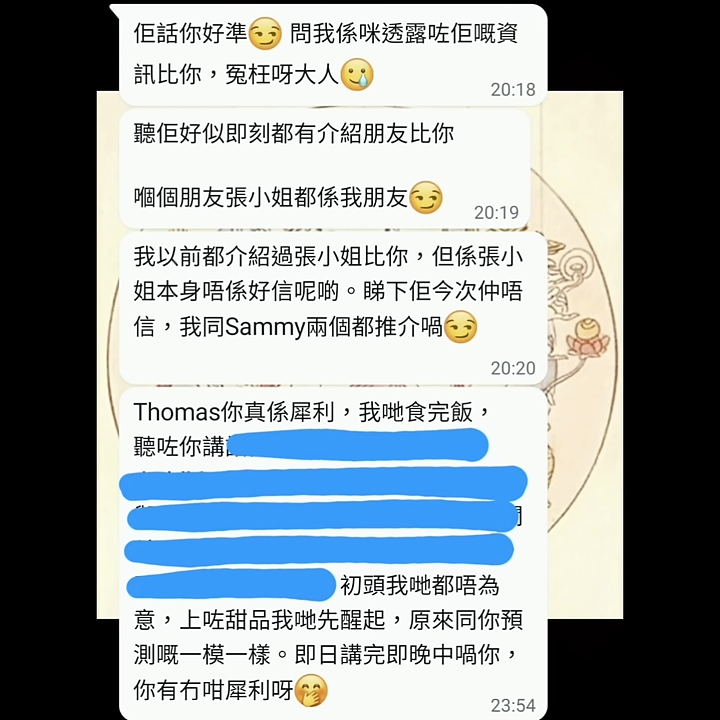 佢話你好準😏 問我係咪透露咗佢嘅資
訊比你，冤枉呀大人🥲
20:18
聽佢好似即刻都有介紹朋友比你
嗰個朋友張小姐都係我朋友😏
20:19
我以前都介紹過張小姐比你，但係張小
姐本身唔係好信呢啲。睇下佢今次仲唔
信，我同Sammy兩個都推介喎😏
20:20
Thomas你真係犀利，我哋食完飯，
聽咗你講
初頭我哋都唔為
意，上咗甜品我哋先醒起，原來同你預
測嘅一模一樣。即日講完即晚中喎你，
你有冇咁犀利呀🤭
23:54